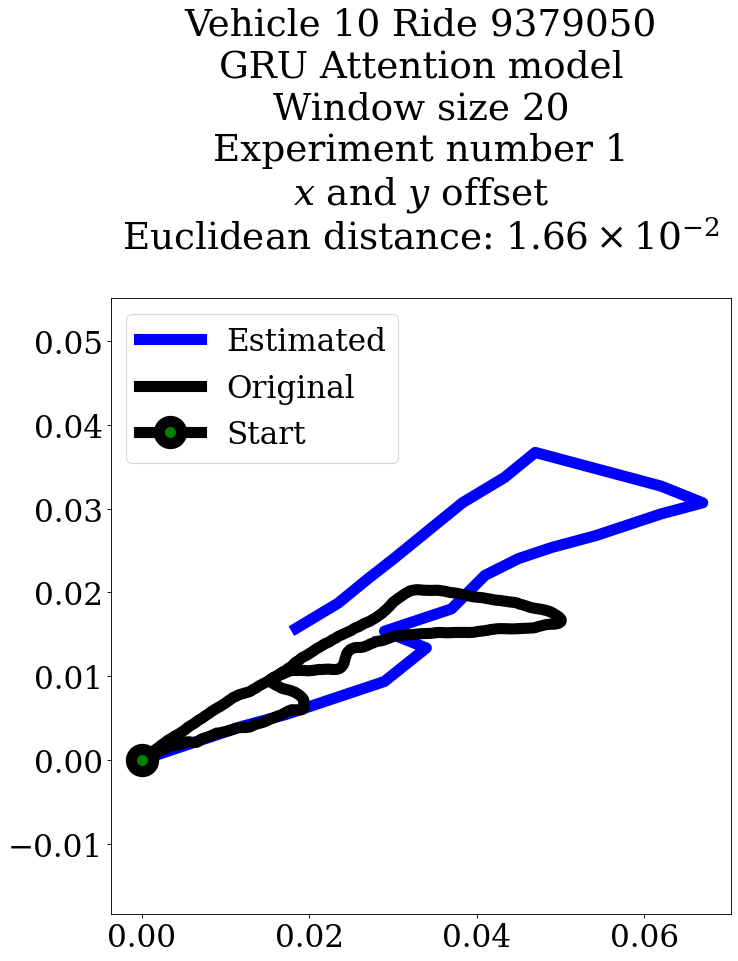 Vehicle 10 Ride 9379050
GRU Attention model
Window size 20
Experiment number 1
x and y offset
Euclidean distance: 1.66 × 10⁻²
Estimated
Original
Start
0.05
0.04
0.03
0.02
0.01
0.00
−0.01
0.00 0.02 0.04 0.06